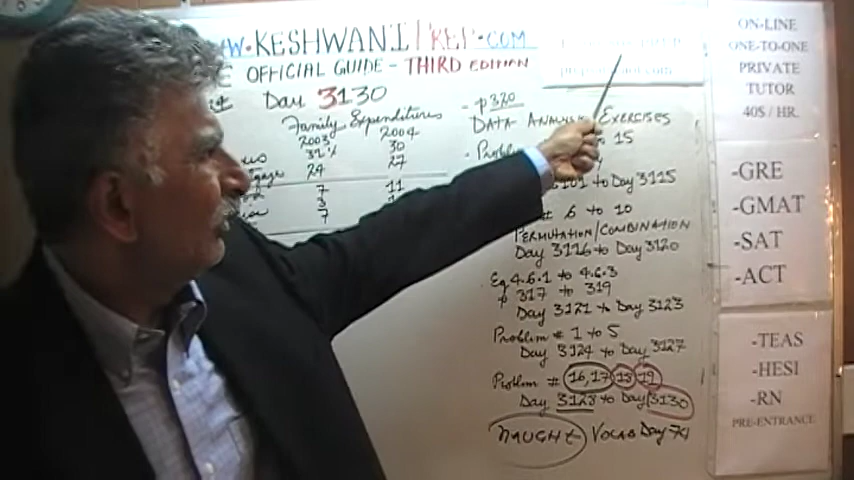 KESHWANI PREP.COM
OFFICIAL GUIDE - THIRD EDITION
Day 3130
Family Expenditures
2003 2004
30
24 27
7 11
3
7
- p320
DATA ANALYSIS EXERCISES
15
to Day 3115
# 6 to 10
PERMUTATION/COMBINATION
Day 3116 to Day 3120
Eg 4.6.1 to 4.6.3
p 317 to 319
Day 3121 to Day 3123
Problem # 1 to 5
Day 3124 to Day 3127
Problem # 16, 17 18 19
Day 3128 to Day 3130
NAUGHT VOCAB Day
ON-LINE
ONE-TO-ONE
PRIVATE
TUTOR
40$ / HR.
-GRE
-GMAT
-SAT
-ACT
-TEAS
-HESI
-RN
PRE-ENTRANCE